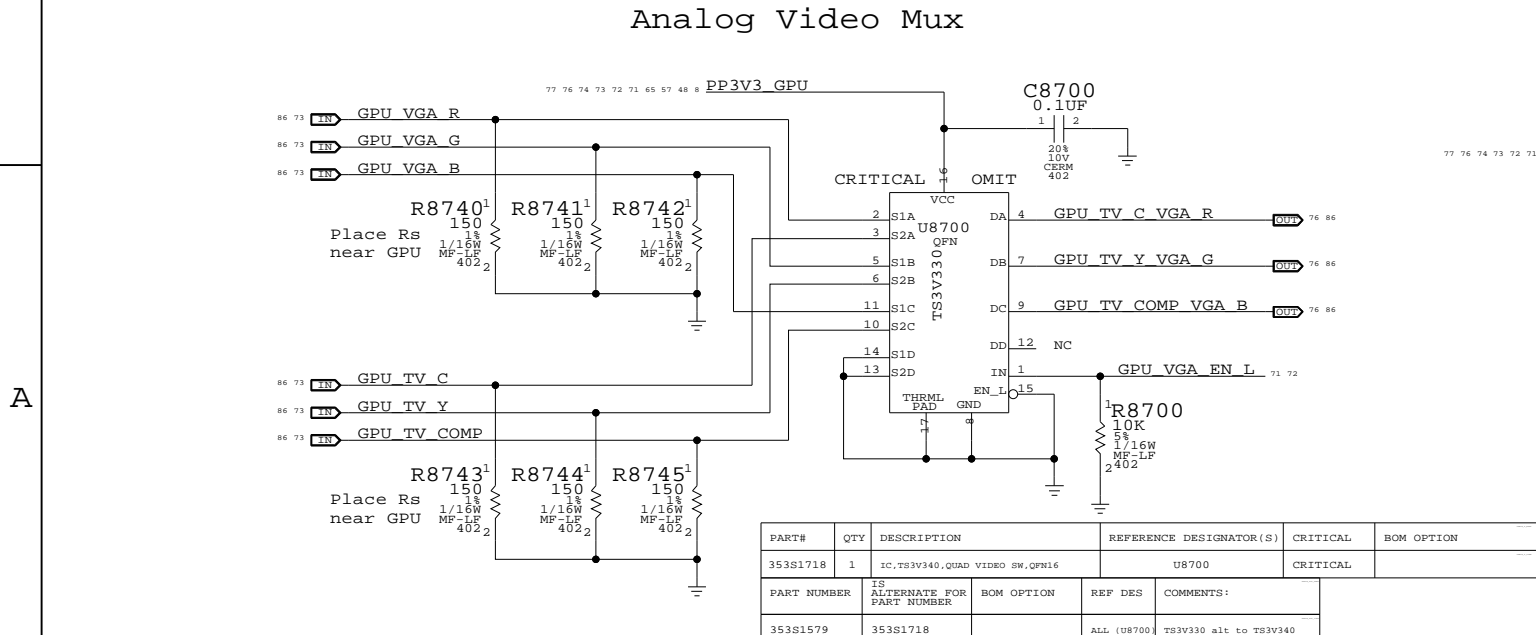 Analog Video Mux
77 76 74 73 72 71 65 57 48 8 PP3V3_GPU
C8700
0.1UF
1 2
20%
10V
CERM
402
77 76 74 73 72 71
86 73 IN GPU_VGA_R
86 73 IN GPU_VGA_G
86 73 IN GPU_VGA_B
CRITICAL 16 OMIT
VCC
R8740 1
150
1%
1/16W
MF-LF
402 2
R8741 1
150
1%
1/16W
MF-LF
402 2
R8742 1
150
1%
1/16W
MF-LF
402 2
Place Rs
near GPU
U8700
QFN
TS3V330
2 S1A
3 S2A
5 S1B
6 S2B
11 S1C
10 S2C
14 S1D
13 S2D
DA 4 GPU_TV_C_VGA_R OUT 76 86
DB 7 GPU_TV_Y_VGA_G OUT 76 86
DC 9 GPU_TV_COMP_VGA_B OUT 76 86
DD 12 NC
IN 1 GPU_VGA_EN_L 71 72
EN_L 15
THRML
PAD
GND
17 8
1
R8700
10K
5%
1/16W
MF-LF
2 402
A
86 73 IN GPU_TV_C
86 73 IN GPU_TV_Y
86 73 IN GPU_TV_COMP
R8743 1
150
1%
1/16W
MF-LF
402 2
R8744 1
150
1%
1/16W
MF-LF
402 2
R8745 1
150
1%
1/16W
MF-LF
402 2
Place Rs
near GPU
PART# QTY DESCRIPTION REFERENCE DESIGNATOR(S) CRITICAL BOM OPTION
353S1718 1 IC,TS3V340,QUAD VIDEO SW,QFN16 U8700 CRITICAL
PART NUMBER IS ALTERNATE FOR PART NUMBER BOM OPTION REF DES COMMENTS:
353S1579 353S1718 ALL (U8700) TS3V330 alt to TS3V340